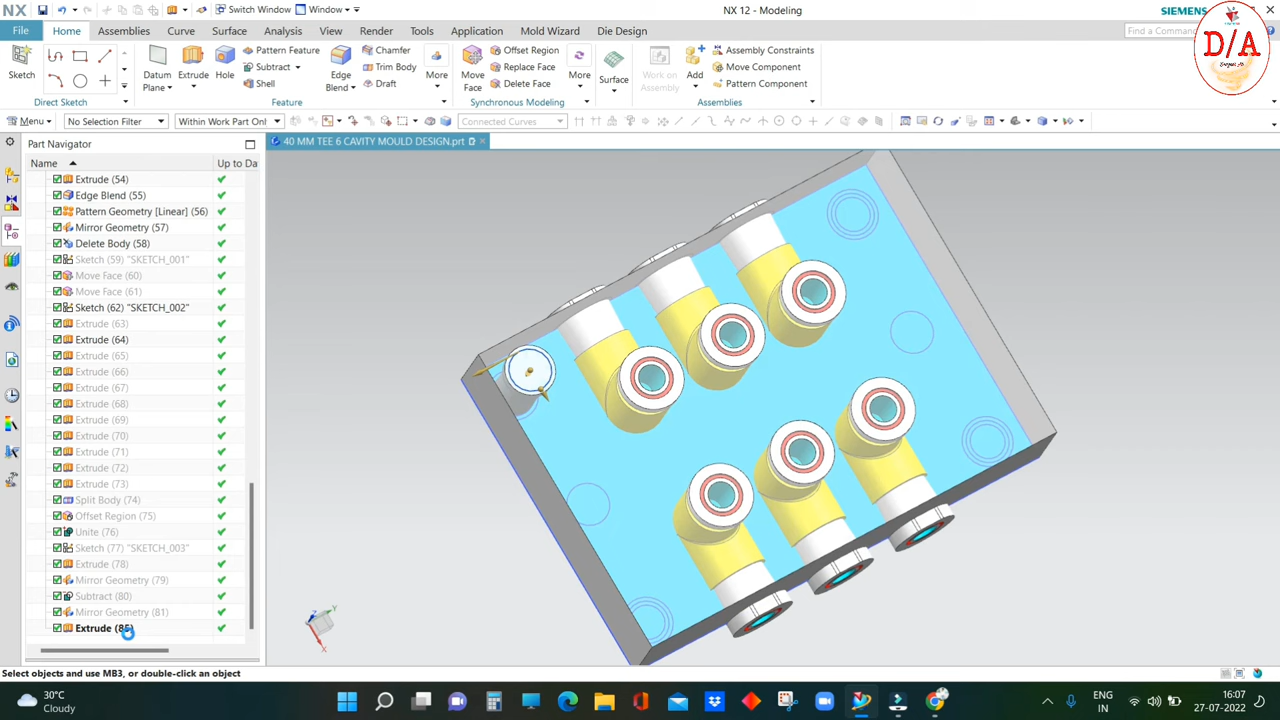 NX
Switch Window
Window
NX 12 - Modeling
SIEMENS
File
Home
Assemblies
Curve
Surface
Analysis
View
Render
Tools
Application
Mold Wizard
Die Design
Find a Command
D/A
Sketch
Direct Sketch
Datum Plane
Extrude
Hole
Pattern Feature
Subtract
Shell
Edge Blend
Chamfer
Trim Body
Draft
More
Feature
Move Face
Offset Region
Replace Face
Delete Face
More
Synchronous Modeling
Surface
Work on Assembly
Add
Assembly Constraints
Move Component
Pattern Component
Assemblies
Menu
No Selection Filter
Within Work Part Onl
Connected Curves
Part Navigator
40 MM TEE 6 CAVITY MOULD DESIGN.prt
Name
Up to Da
Extrude (54)
Edge Blend (55)
Pattern Geometry [Linear] (56)
Mirror Geometry (57)
Delete Body (58)
Sketch (59) "SKETCH_001"
Move Face (60)
Move Face (61)
Sketch (62) "SKETCH_002"
Extrude (63)
Extrude (64)
Extrude (65)
Extrude (66)
Extrude (67)
Extrude (68)
Extrude (69)
Extrude (70)
Extrude (71)
Extrude (72)
Extrude (73)
Split Body (74)
Offset Region (75)
Unite (76)
Sketch (77) "SKETCH_003"
Extrude (78)
Mirror Geometry (79)
Subtract (80)
Mirror Geometry (81)
Extrude (85)
Z
Y
X
Select objects and use MB3, or double-click an object
30°C
Cloudy
ENG
IN
16:07
27-07-2022